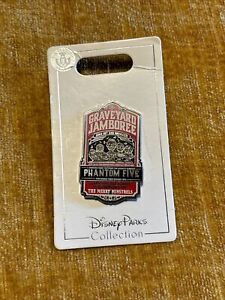 GRAVEYARD
JAMBOREE
PHANTOM FIVE
THE MERRY MINSTRELS
Disney Parks
Collection